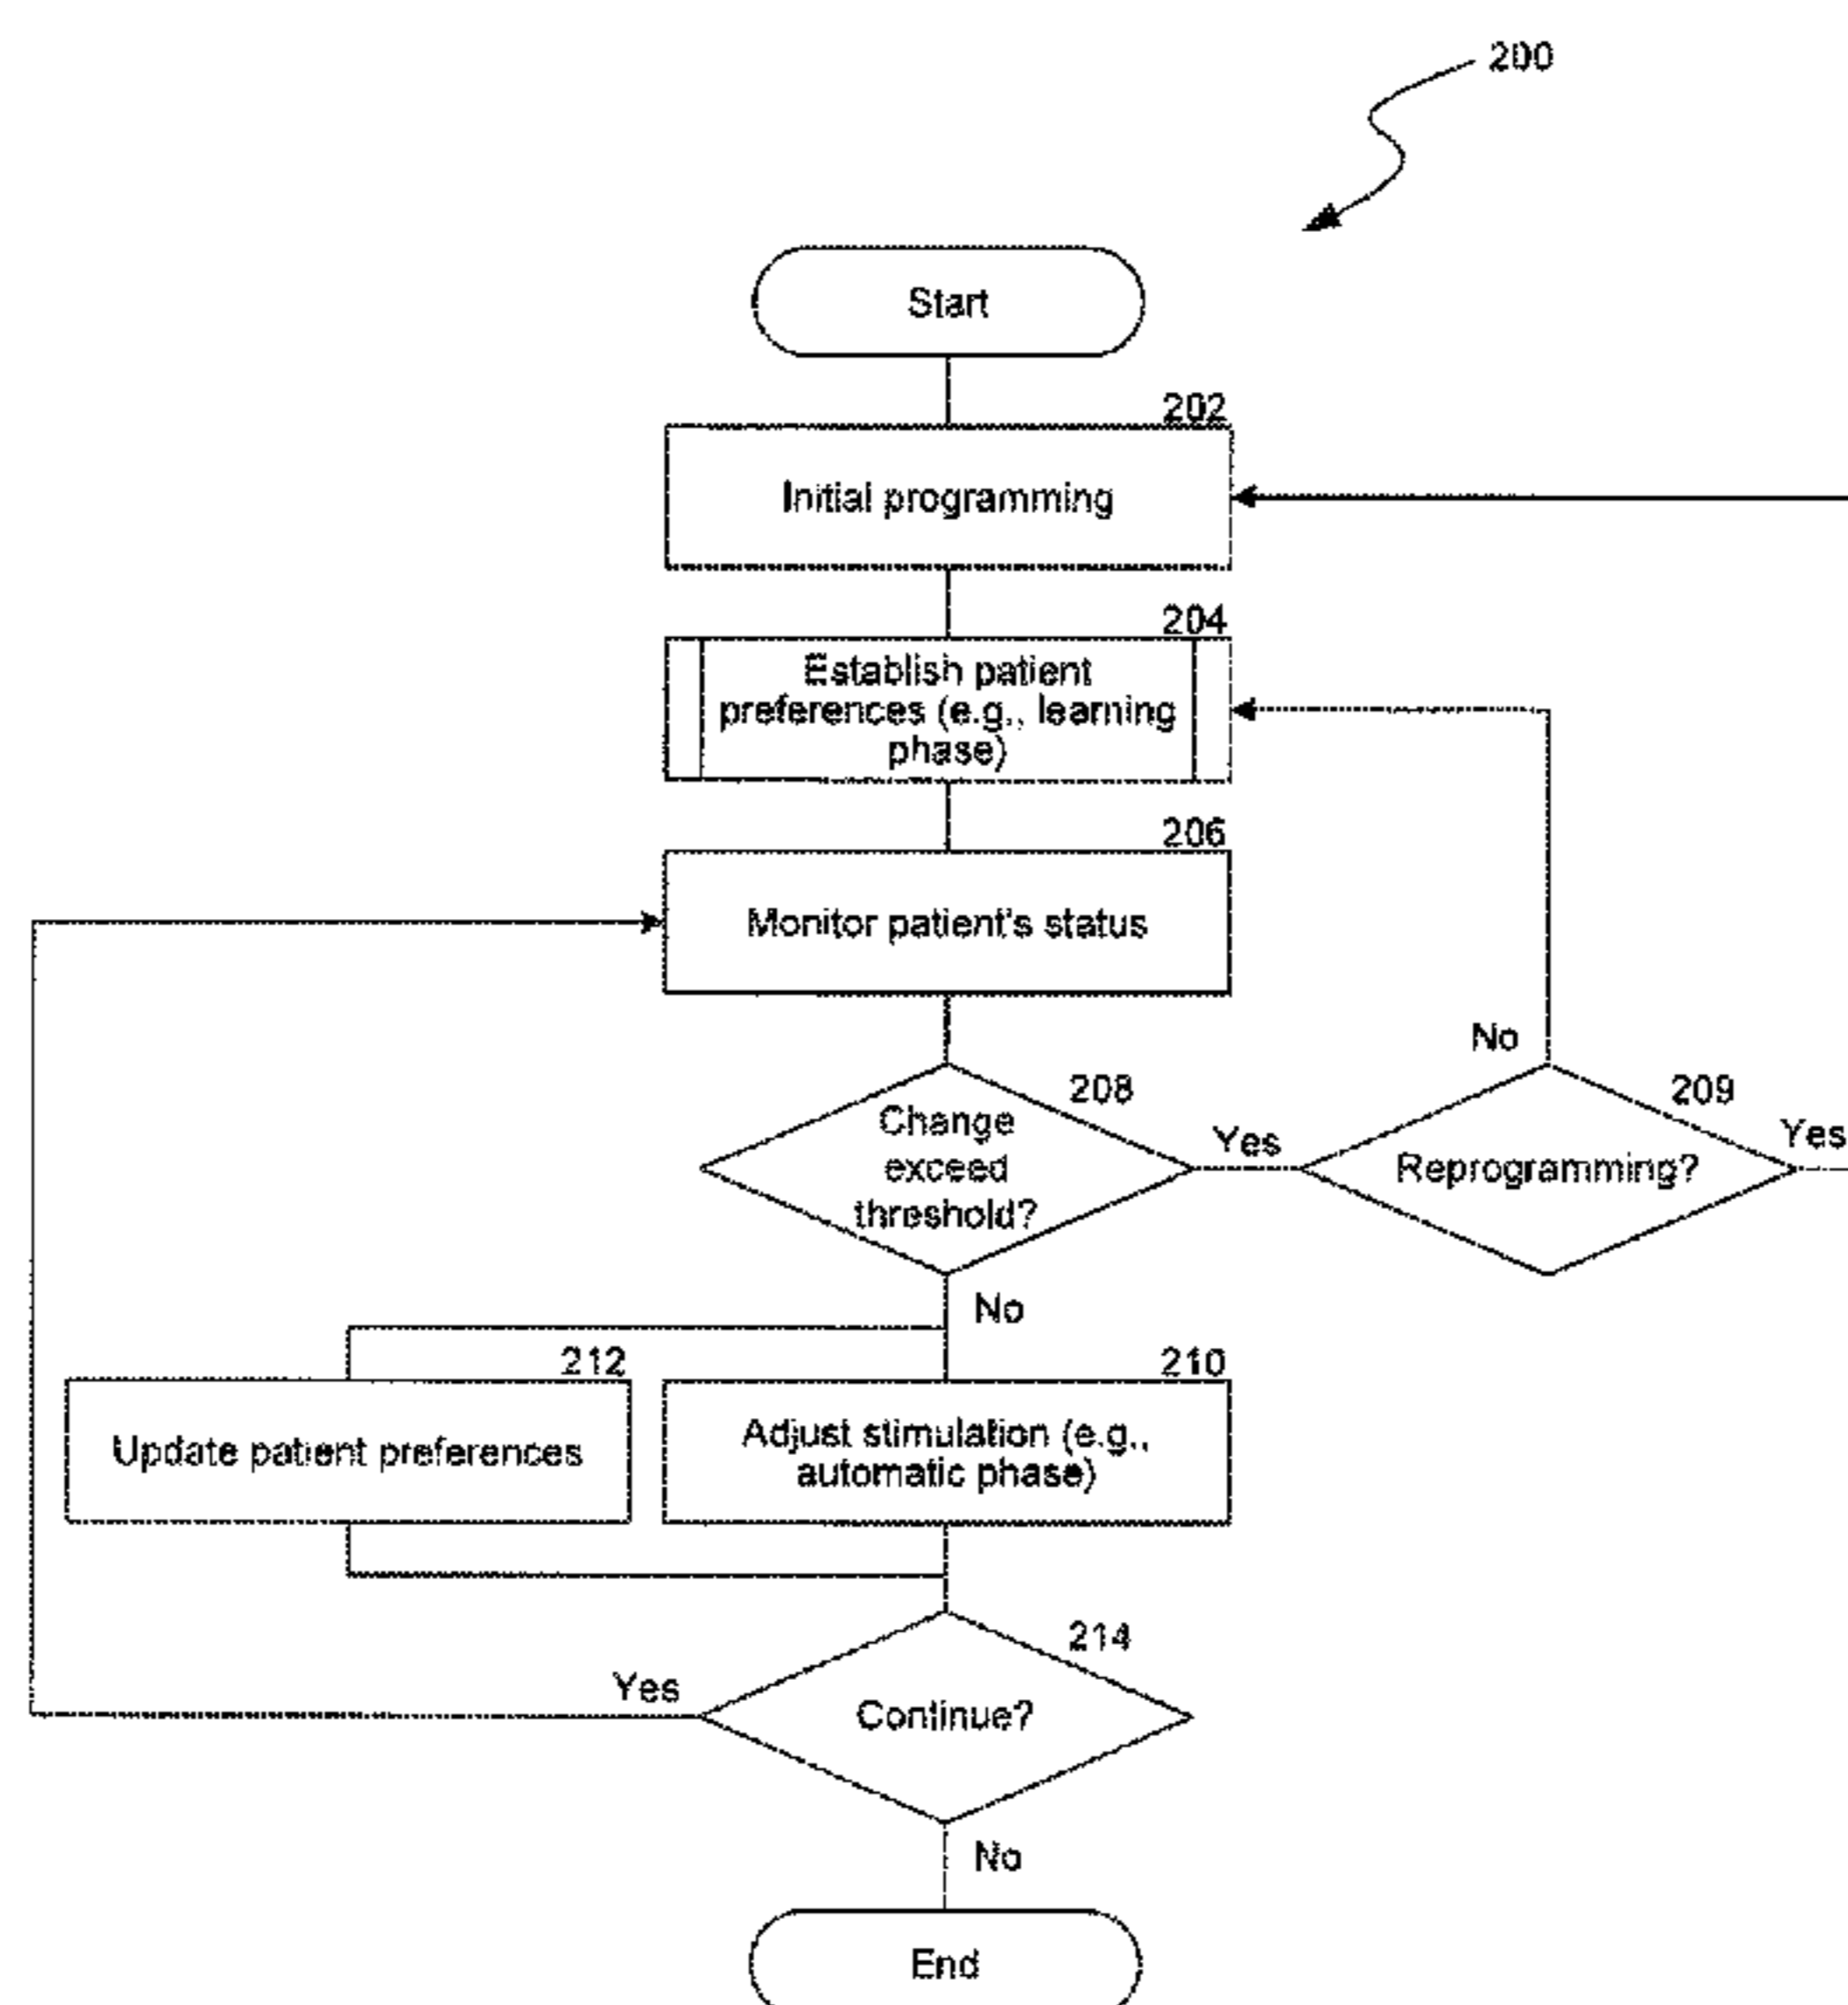 200
Start
202
Initial programming
204
Establish patient
preferences (e.g., learning
phase)
206
Monitor patient's status
208
Change
exceed
threshold?
Yes
No
209
Reprogramming?
Yes
No
212
Update patient preferences
210
Adjust stimulation (e.g.,
automatic phase)
214
Continue?
Yes
No
End